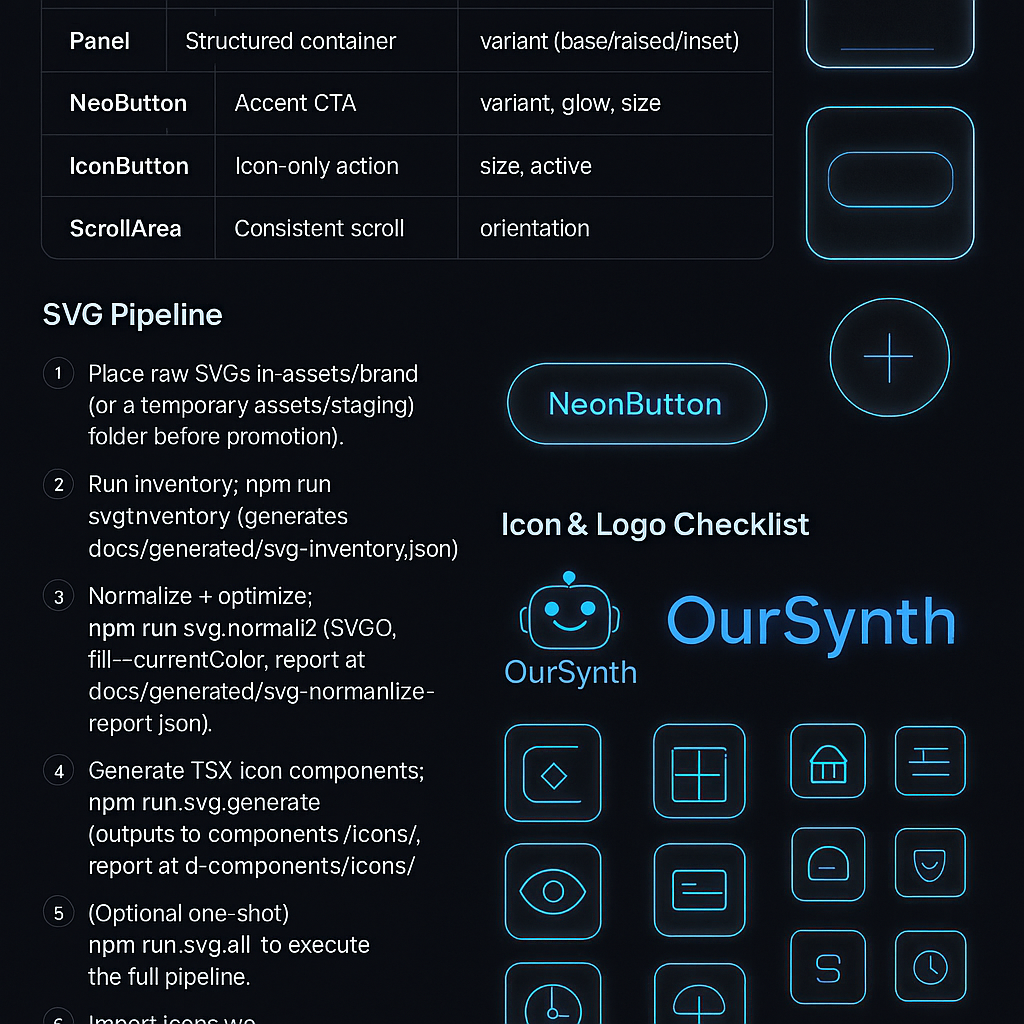 Panel Structured container variant (base/raised/inset)
NeoButton Accent CTA variant, glow, size
IconButton Icon-only action size, active
ScrollArea Consistent scroll orientation
SVG Pipeline
1 Place raw SVGs in-assets/brand
(or a temporary assets/staging)
folder before promotion).
2 Run inventory; npm run
svgtnventory (generates
docs/generated/svg-inventory,json)
3 Normalize + optimize;
npm run svg.normali2 (SVGO,
fill--currentColor, report at
docs/generated/svg-normanlize-
report json).
4 Generate TSX icon components;
npm run.svg.generate
(outputs to components /icons/,
report at d-components/icons/
5 (Optional one-shot)
npm run.svg.all to execute
the full pipeline.
6 Import icons we
NeonButton
Icon & Logo Checklist
OurSynth
OurSynth
S